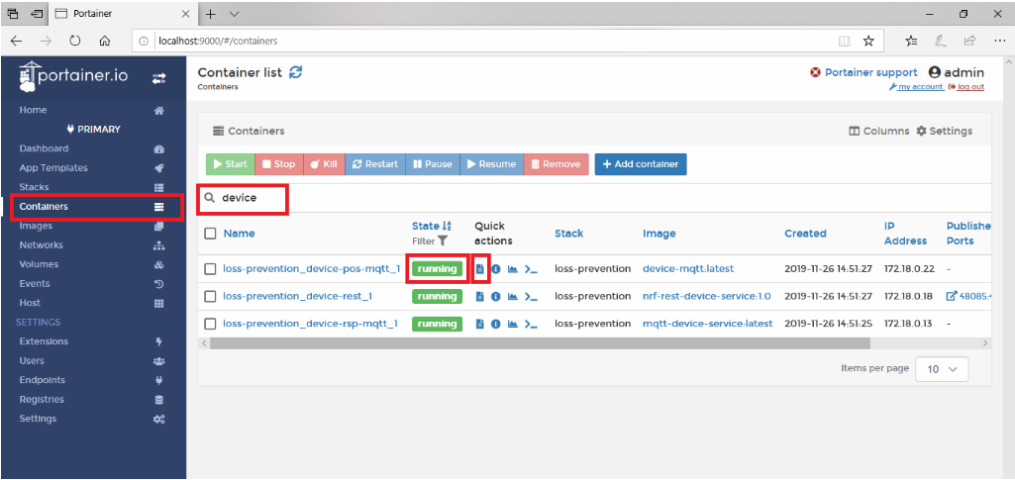 Portainer
localhost:9000/#/containers
portainer.io
Home
PRIMARY
Dashboard
App Templates
Stacks
Containers
Images
Networks
Volumes
Events
Host
SETTINGS
Extensions
Users
Endpoints
Registries
Settings
Container list
Containers
Portainer support admin
my account log out
Containers Columns Settings
Start Stop Kill Restart Pause Resume Remove + Add container
device
Name State Filter Quick actions Stack Image Created IP Address Publishe Ports
loss-prevention_device-pos-mqtt_1 running loss-prevention device-mqtt:latest 2019-11-26 14:51:27 172.18.0.22 -
loss-prevention_device-rest_1 running loss-prevention nrf-rest-device-service:1.0 2019-11-26 14:51:27 172.18.0.18 48085:4
loss-prevention_device-rsp-mqtt_1 running loss-prevention mqtt-device-service:latest 2019-11-26 14:51:25 172.18.0.13 -
Items per page 10